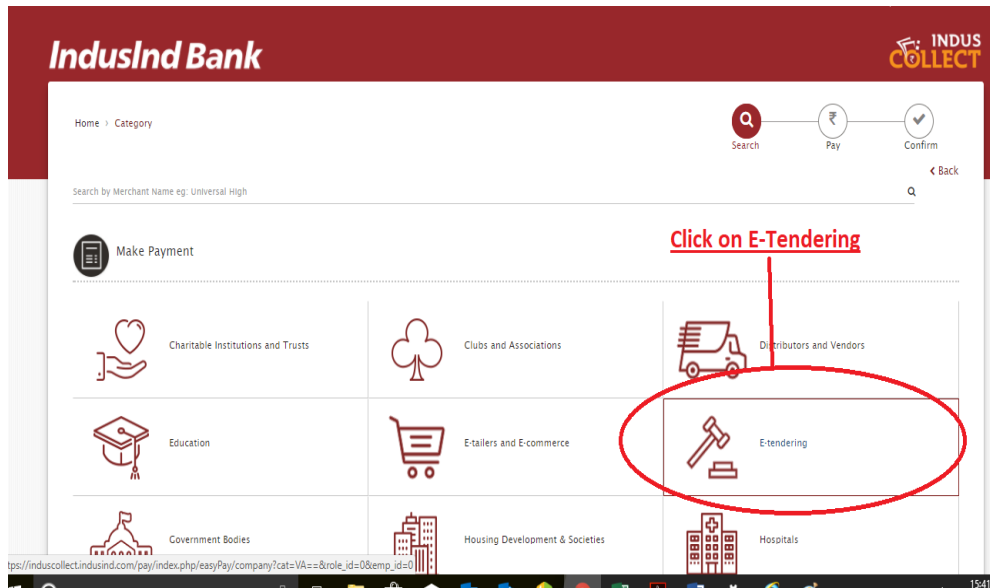 IndusInd Bank
INDUS
COLLECT
Home > Category
Search
Pay
Confirm
< Back
Search by Merchant Name eg: Universal High
Make Payment
Click on E-Tendering
Charitable Institutions and Trusts
Clubs and Associations
Distributors and Vendors
Education
E-tailers and E-commerce
E-tendering
Government Bodies
Housing Development & Societies
Hospitals
tps://induscollect.indusind.com/pay/index.php/easyPay/company?cat=VA==&role_id=0&emp_id=0
15:41